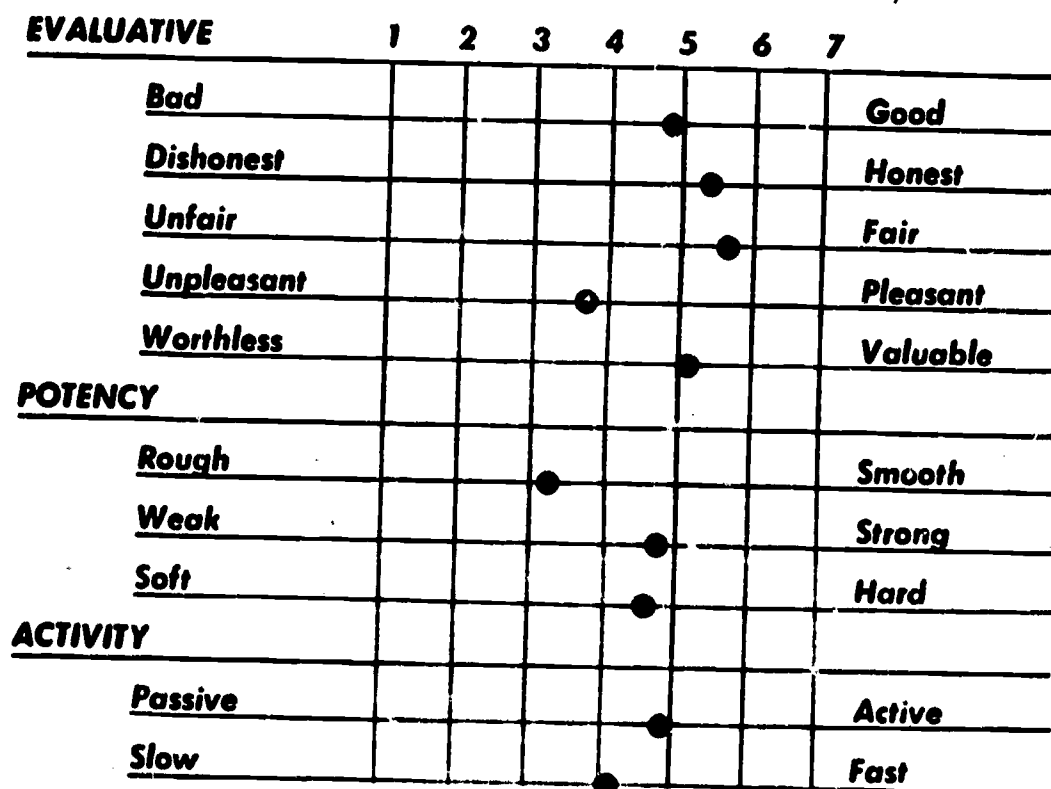 EVALUATIVE 1 2 3 4 5 6 7
Bad Good
Dishonest Honest
Unfair Fair
Unpleasant Pleasant
Worthless Valuable
POTENCY
Rough Smooth
Weak Strong
Soft Hard
ACTIVITY
Passive Active
Slow Fast